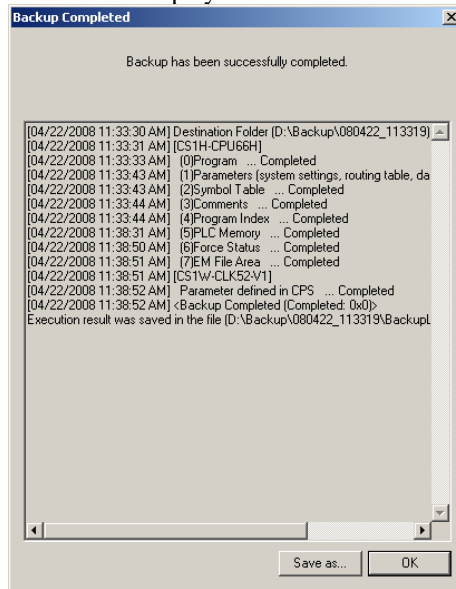 Backup Completed
Backup has been successfully completed.
[04/22/2008 11:33:30 AM] Destination Folder (D:\Backup\080422_113319)
[04/22/2008 11:33:31 AM] [CS1H-CPU66H]
[04/22/2008 11:33:33 AM] (0)Program ... Completed
[04/22/2008 11:33:43 AM] (1)Parameters (system settings, routing table, da
[04/22/2008 11:33:43 AM] (2)Symbol Table ... Completed
[04/22/2008 11:33:44 AM] (3)Comments ... Completed
[04/22/2008 11:33:44 AM] (4)Program Index ... Completed
[04/22/2008 11:38:31 AM] (5)PLC Memory ... Completed
[04/22/2008 11:38:50 AM] (6)Force Status ... Completed
[04/22/2008 11:38:51 AM] (7)EM File Area ... Completed
[04/22/2008 11:38:51 AM] [CS1W-CLK52-V1]
[04/22/2008 11:38:52 AM] Parameter defined in CPS ... Completed
[04/22/2008 11:38:52 AM] <Backup Completed (Completed: 0x0)>
Execution result was saved in the file (D:\Backup\080422_113319\BackupL
Save as... OK